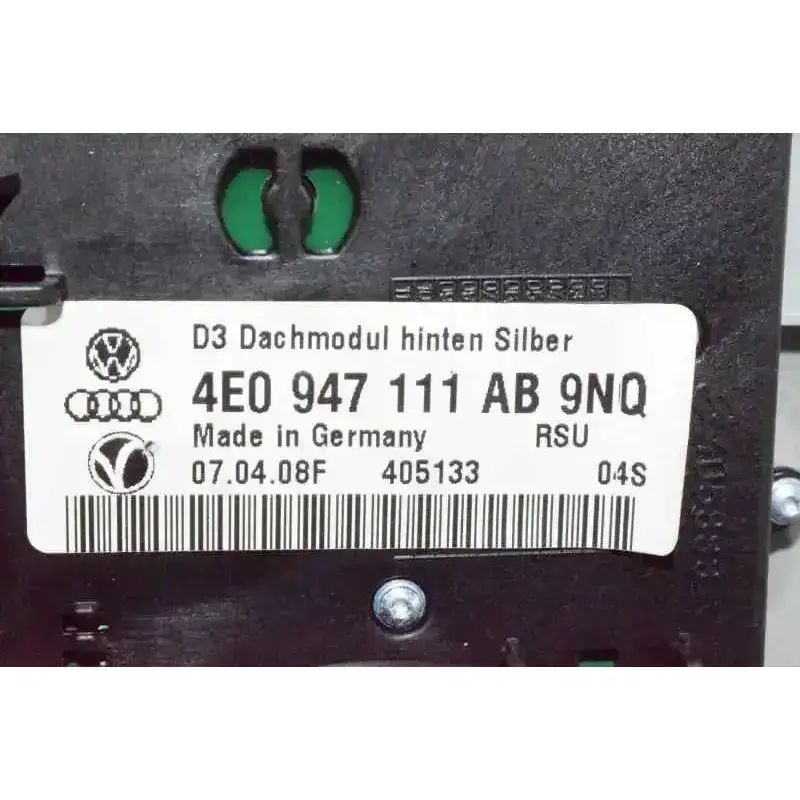 D3 Dachmodul hinten Silber
4E0 947 111 AB 9NQ
Made in Germany RSU
07.04.08F 405133 04S